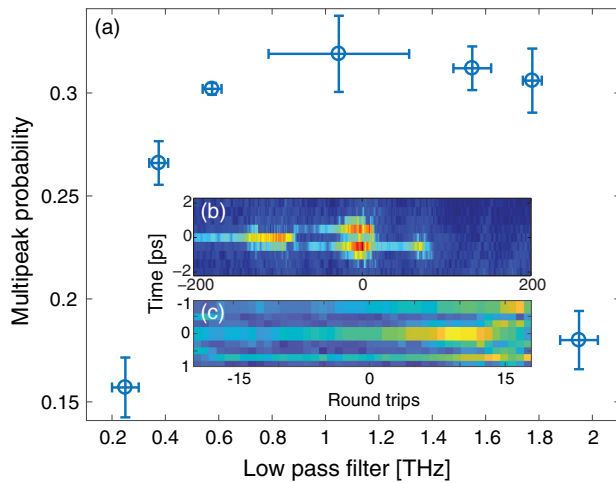 (a)
Multipeak probability
0.3
0.25
0.2
0.15
0.2 0.4 0.6 0.8 1 1.2 1.4 1.6 1.8 2
Low pass filter [THz]
(b)
Time [ps]
2
0
−2
-200 0 200
(c)
-1
0
1
-15 0 15
Round trips